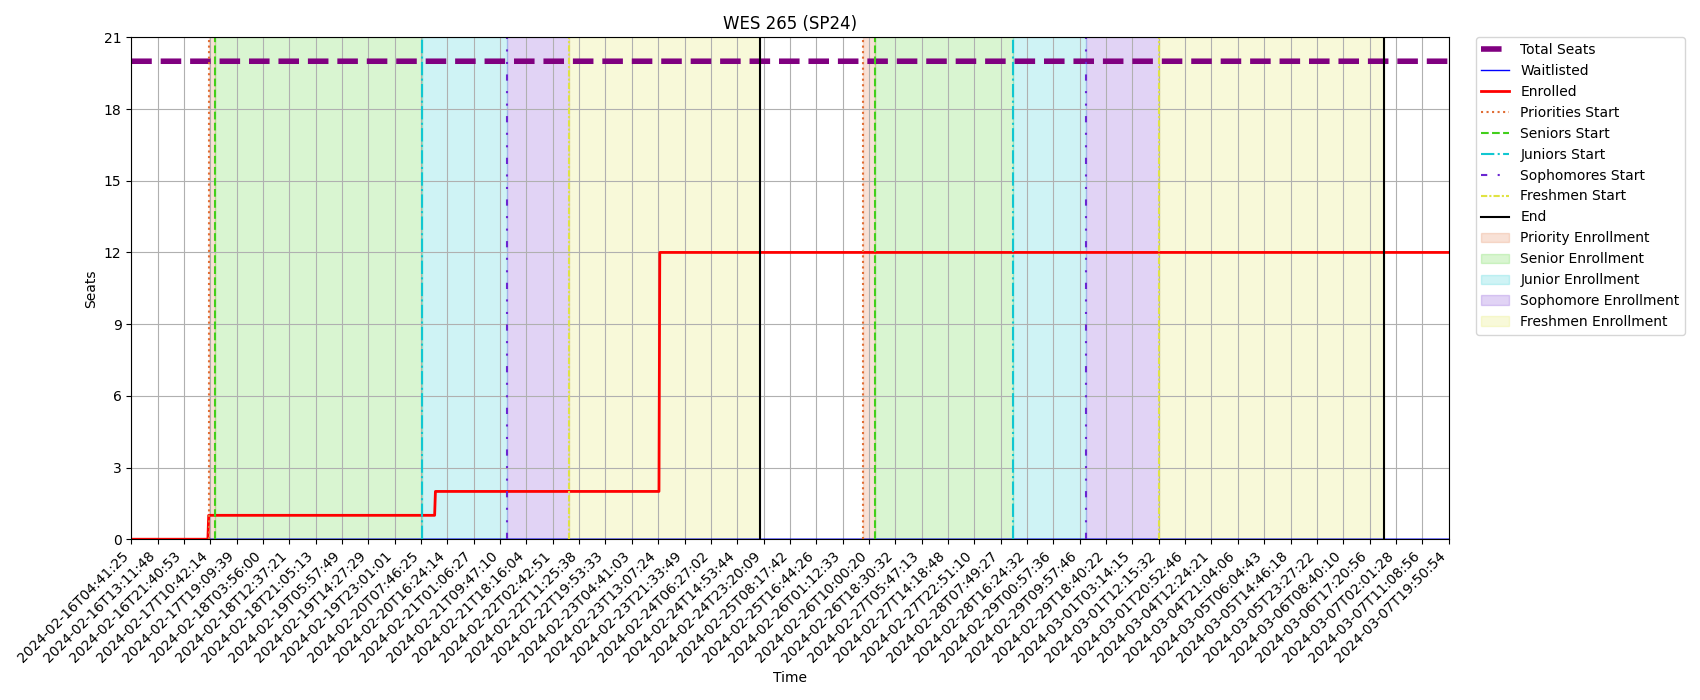 WES 265 (SP24)
21
18
15
12
9
6
3
0
Seats
2024-02-16T04:41:25
2024-02-16T13:11:48
2024-02-16T21:40:53
2024-02-17T10:42:14
2024-02-17T19:09:39
2024-02-18T03:56:00
2024-02-18T12:37:21
2024-02-18T21:05:13
2024-02-19T05:57:49
2024-02-19T14:27:29
2024-02-19T23:01:01
2024-02-20T07:46:25
2024-02-20T16:24:14
2024-02-21T01:06:27
2024-02-21T09:47:10
2024-02-21T18:16:04
2024-02-22T02:42:51
2024-02-22T11:25:38
2024-02-22T19:53:33
2024-02-23T04:41:03
2024-02-23T13:07:24
2024-02-23T21:33:49
2024-02-24T06:27:02
2024-02-24T14:53:44
2024-02-24T23:20:09
2024-02-25T08:17:42
2024-02-25T16:44:26
2024-02-26T01:12:33
2024-02-26T10:00:20
2024-02-26T18:30:32
2024-02-27T05:47:13
2024-02-27T14:18:48
2024-02-27T22:51:10
2024-02-28T07:49:27
2024-02-28T16:24:32
2024-02-29T00:57:36
2024-02-29T09:57:46
2024-02-29T18:40:22
2024-03-01T03:14:15
2024-03-01T12:15:32
2024-03-01T20:52:46
2024-03-04T12:24:21
2024-03-04T21:04:06
2024-03-05T06:04:43
2024-03-05T14:46:18
2024-03-05T23:27:22
2024-03-06T08:40:10
2024-03-06T17:20:56
2024-03-07T02:01:28
2024-03-07T11:08:56
2024-03-07T19:50:54
Time
Total Seats
Waitlisted
Enrolled
Priorities Start
Seniors Start
Juniors Start
Sophomores Start
Freshmen Start
End
Priority Enrollment
Senior Enrollment
Junior Enrollment
Sophomore Enrollment
Freshmen Enrollment